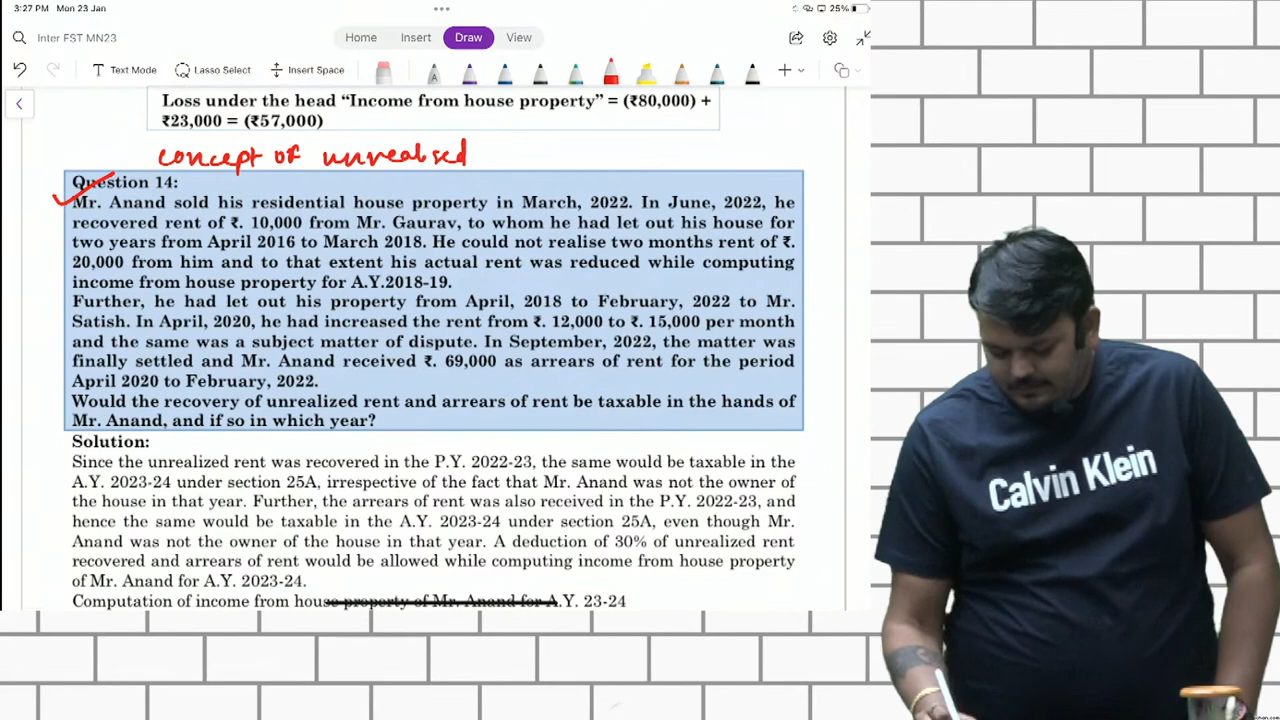 3:27 PM Mon 23 Jan
25%
Inter FST MN23
Home Insert Draw View
Text Mode Lasso Select Insert Space
A
Loss under the head “Income from house property” = (₹80,000) +
₹23,000 = (₹57,000)
concept of unrealised
Question 14:
Mr. Anand sold his residential house property in March, 2022. In June, 2022, he
recovered rent of ₹. 10,000 from Mr. Gaurav, to whom he had let out his house for
two years from April 2016 to March 2018. He could not realise two months rent of ₹.
20,000 from him and to that extent his actual rent was reduced while computing
income from house property for A.Y.2018-19.
Further, he had let out his property from April, 2018 to February, 2022 to Mr.
Satish. In April, 2020, he had increased the rent from ₹. 12,000 to ₹. 15,000 per month
and the same was a subject matter of dispute. In September, 2022, the matter was
finally settled and Mr. Anand received ₹. 69,000 as arrears of rent for the period
April 2020 to February, 2022.
Would the recovery of unrealized rent and arrears of rent be taxable in the hands of
Mr. Anand, and if so in which year?
Solution:
Since the unrealized rent was recovered in the P.Y. 2022-23, the same would be taxable in the
A.Y. 2023-24 under section 25A, irrespective of the fact that Mr. Anand was not the owner of
the house in that year. Further, the arrears of rent was also received in the P.Y. 2022-23, and
hence the same would be taxable in the A.Y. 2023-24 under section 25A, even though Mr.
Anand was not the owner of the house in that year. A deduction of 30% of unrealized rent
recovered and arrears of rent would be allowed while computing income from house property
of Mr. Anand for A.Y. 2023-24.
Computation of income from house property of Mr. Anand for A.Y. 23-24
Calvin Klein